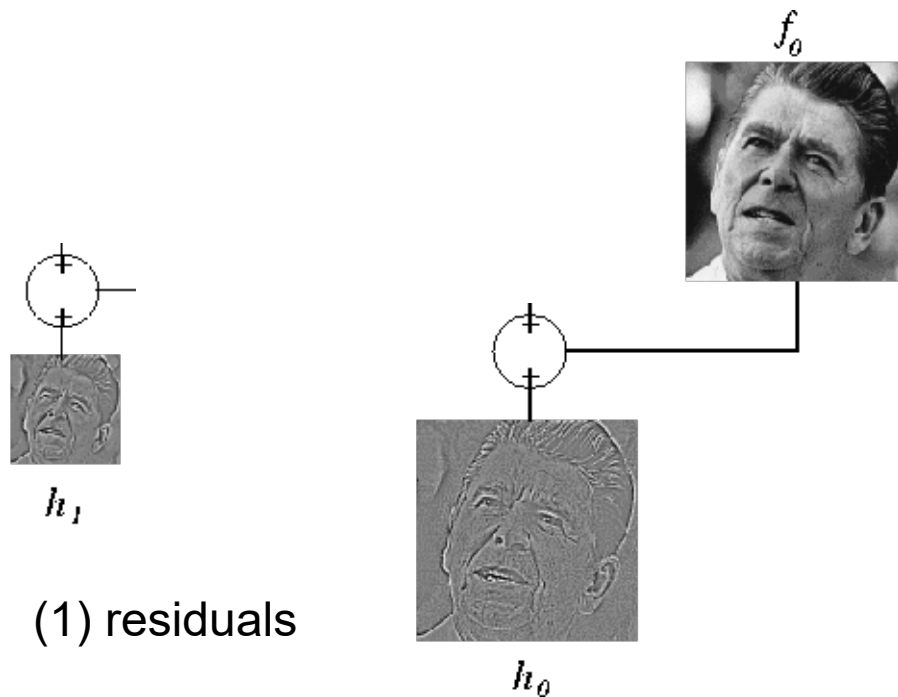 f₀
+
+
+
+
h₁
h₀
(1) residuals